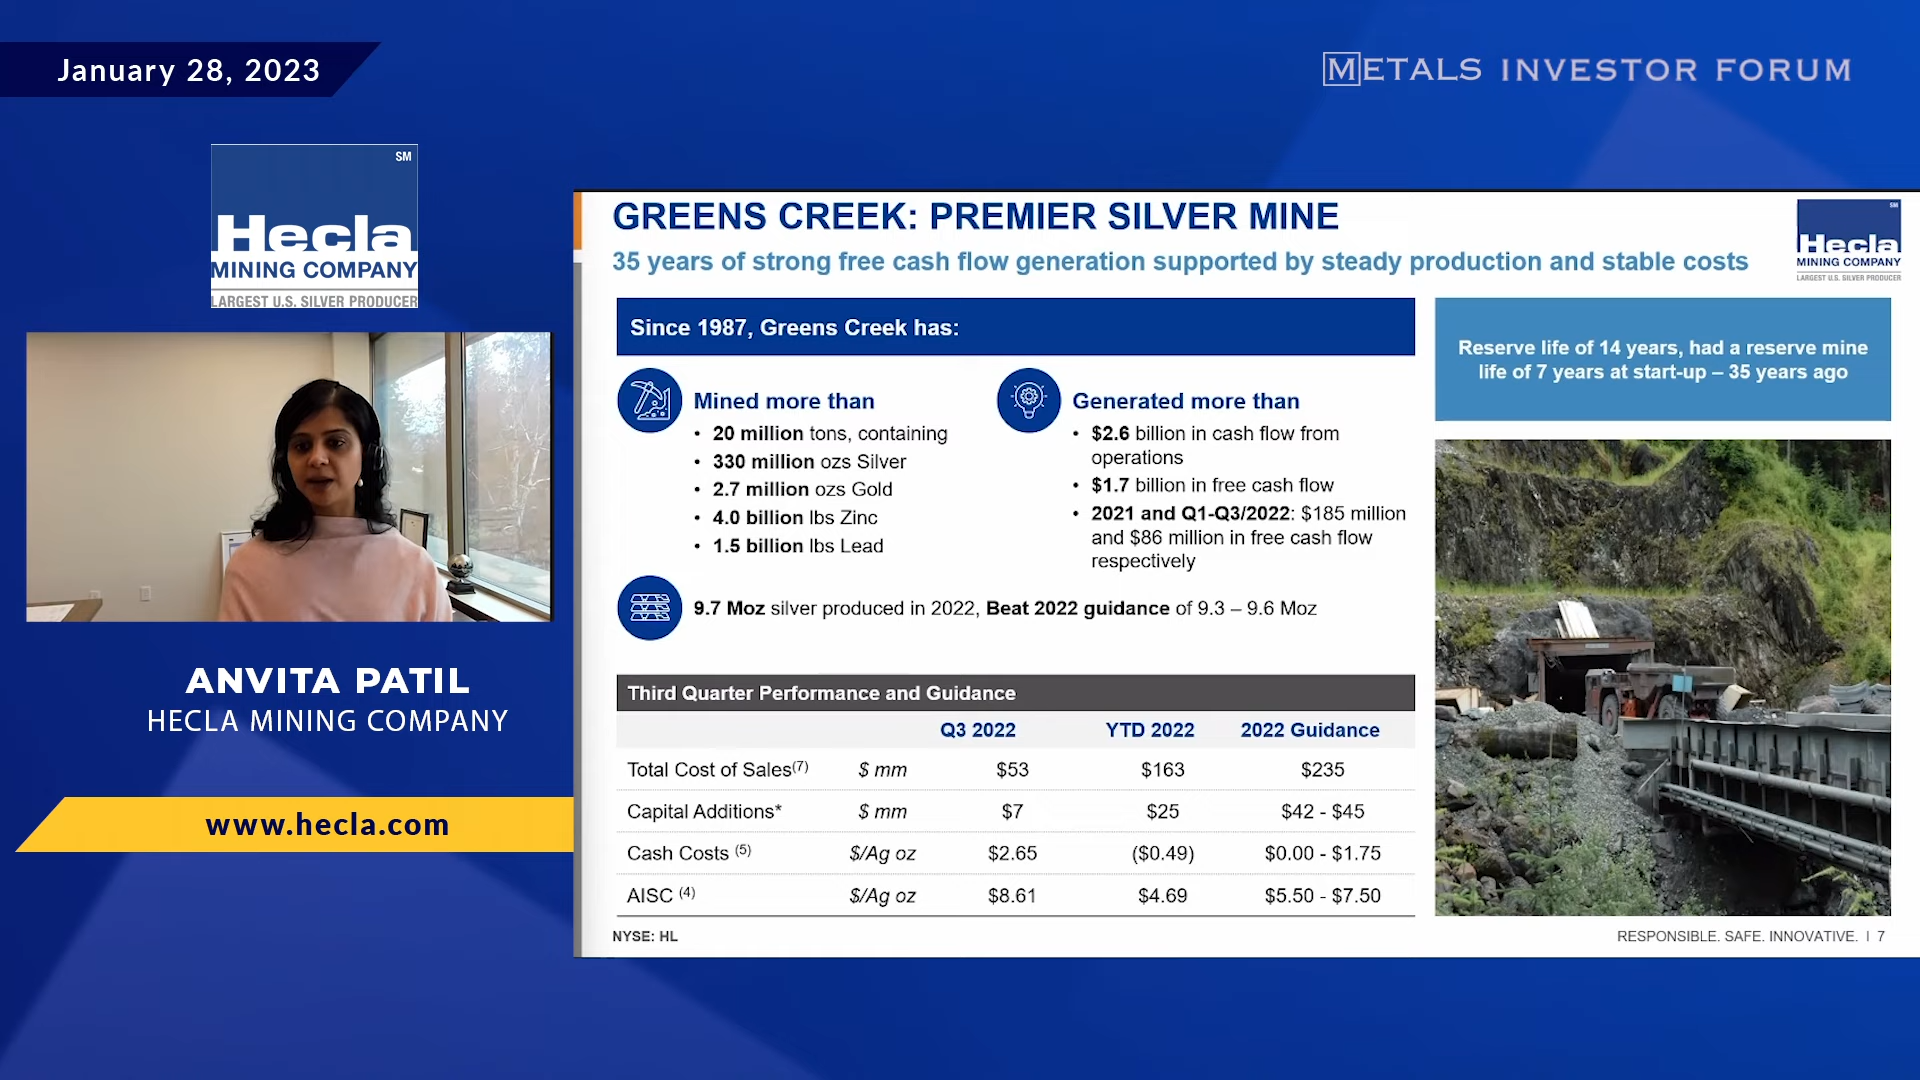 January 28, 2023
METALS INVESTOR FORUM
SM
Hecla
MINING COMPANY
LARGEST U.S. SILVER PRODUCER
ANVITA PATIL
HECLA MINING COMPANY
www.hecla.com
GREENS CREEK: PREMIER SILVER MINE
35 years of strong free cash flow generation supported by steady production and stable costs
SM
Hecla
MINING COMPANY
LARGEST U.S. SILVER PRODUCER
Since 1987, Greens Creek has:
Mined more than
• 20 million tons, containing
• 330 million ozs Silver
• 2.7 million ozs Gold
• 4.0 billion lbs Zinc
• 1.5 billion lbs Lead
Generated more than
• $2.6 billion in cash flow from
operations
• $1.7 billion in free cash flow
• 2021 and Q1-Q3/2022: $185 million
and $86 million in free cash flow
respectively
9.7 Moz silver produced in 2022, Beat 2022 guidance of 9.3 – 9.6 Moz
Reserve life of 14 years, had a reserve mine
life of 7 years at start-up – 35 years ago
Third Quarter Performance and Guidance
Q3 2022 YTD 2022 2022 Guidance
Total Cost of Sales(7) $ mm $53 $163 $235
Capital Additions* $ mm $7 $25 $42 - $45
Cash Costs (5) $/Ag oz $2.65 ($0.49) $0.00 - $1.75
AISC (4) $/Ag oz $8.61 $4.69 $5.50 - $7.50
NYSE: HL
RESPONSIBLE. SAFE. INNOVATIVE. | 7